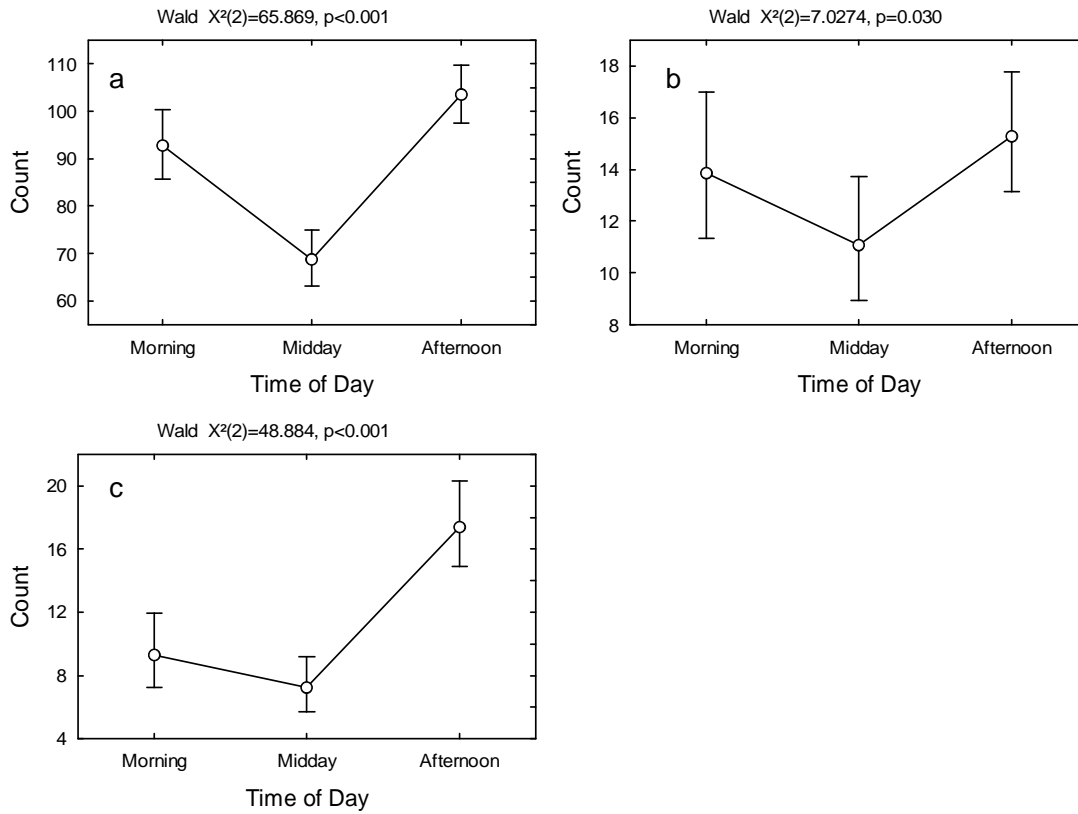 Wald X²(2)=65.869, p<0.001
a
110
100
90
80
70
60
Count
Morning Midday Afternoon
Time of Day
Wald X²(2)=7.0274, p=0.030
b
18
16
14
12
10
8
Count
Morning Midday Afternoon
Time of Day
Wald X²(2)=48.884, p<0.001
c
20
16
12
8
4
Count
Morning Midday Afternoon
Time of Day